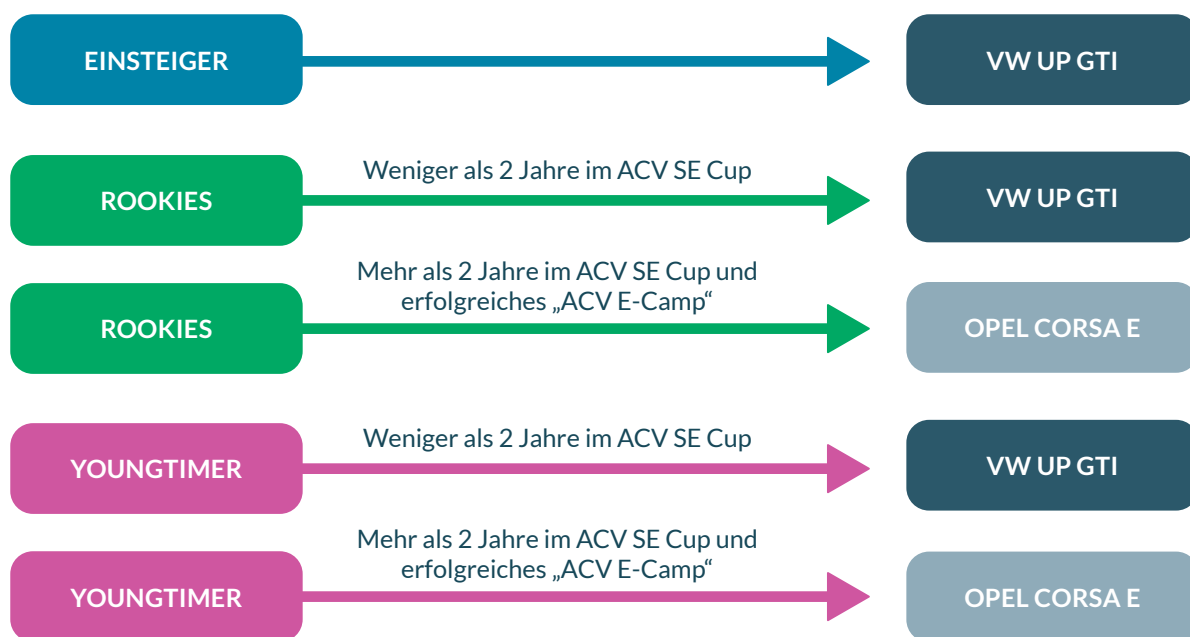 EINSTEIGER
VW UP GTI
ROOKIES
Weniger als 2 Jahre im ACV SE Cup
VW UP GTI
ROOKIES
Mehr als 2 Jahre im ACV SE Cup und
erfolgreiches „ACV E-Camp“
OPEL CORSA E
YOUNGTIMER
Weniger als 2 Jahre im ACV SE Cup
VW UP GTI
YOUNGTIMER
Mehr als 2 Jahre im ACV SE Cup und
erfolgreiches „ACV E-Camp“
OPEL CORSA E